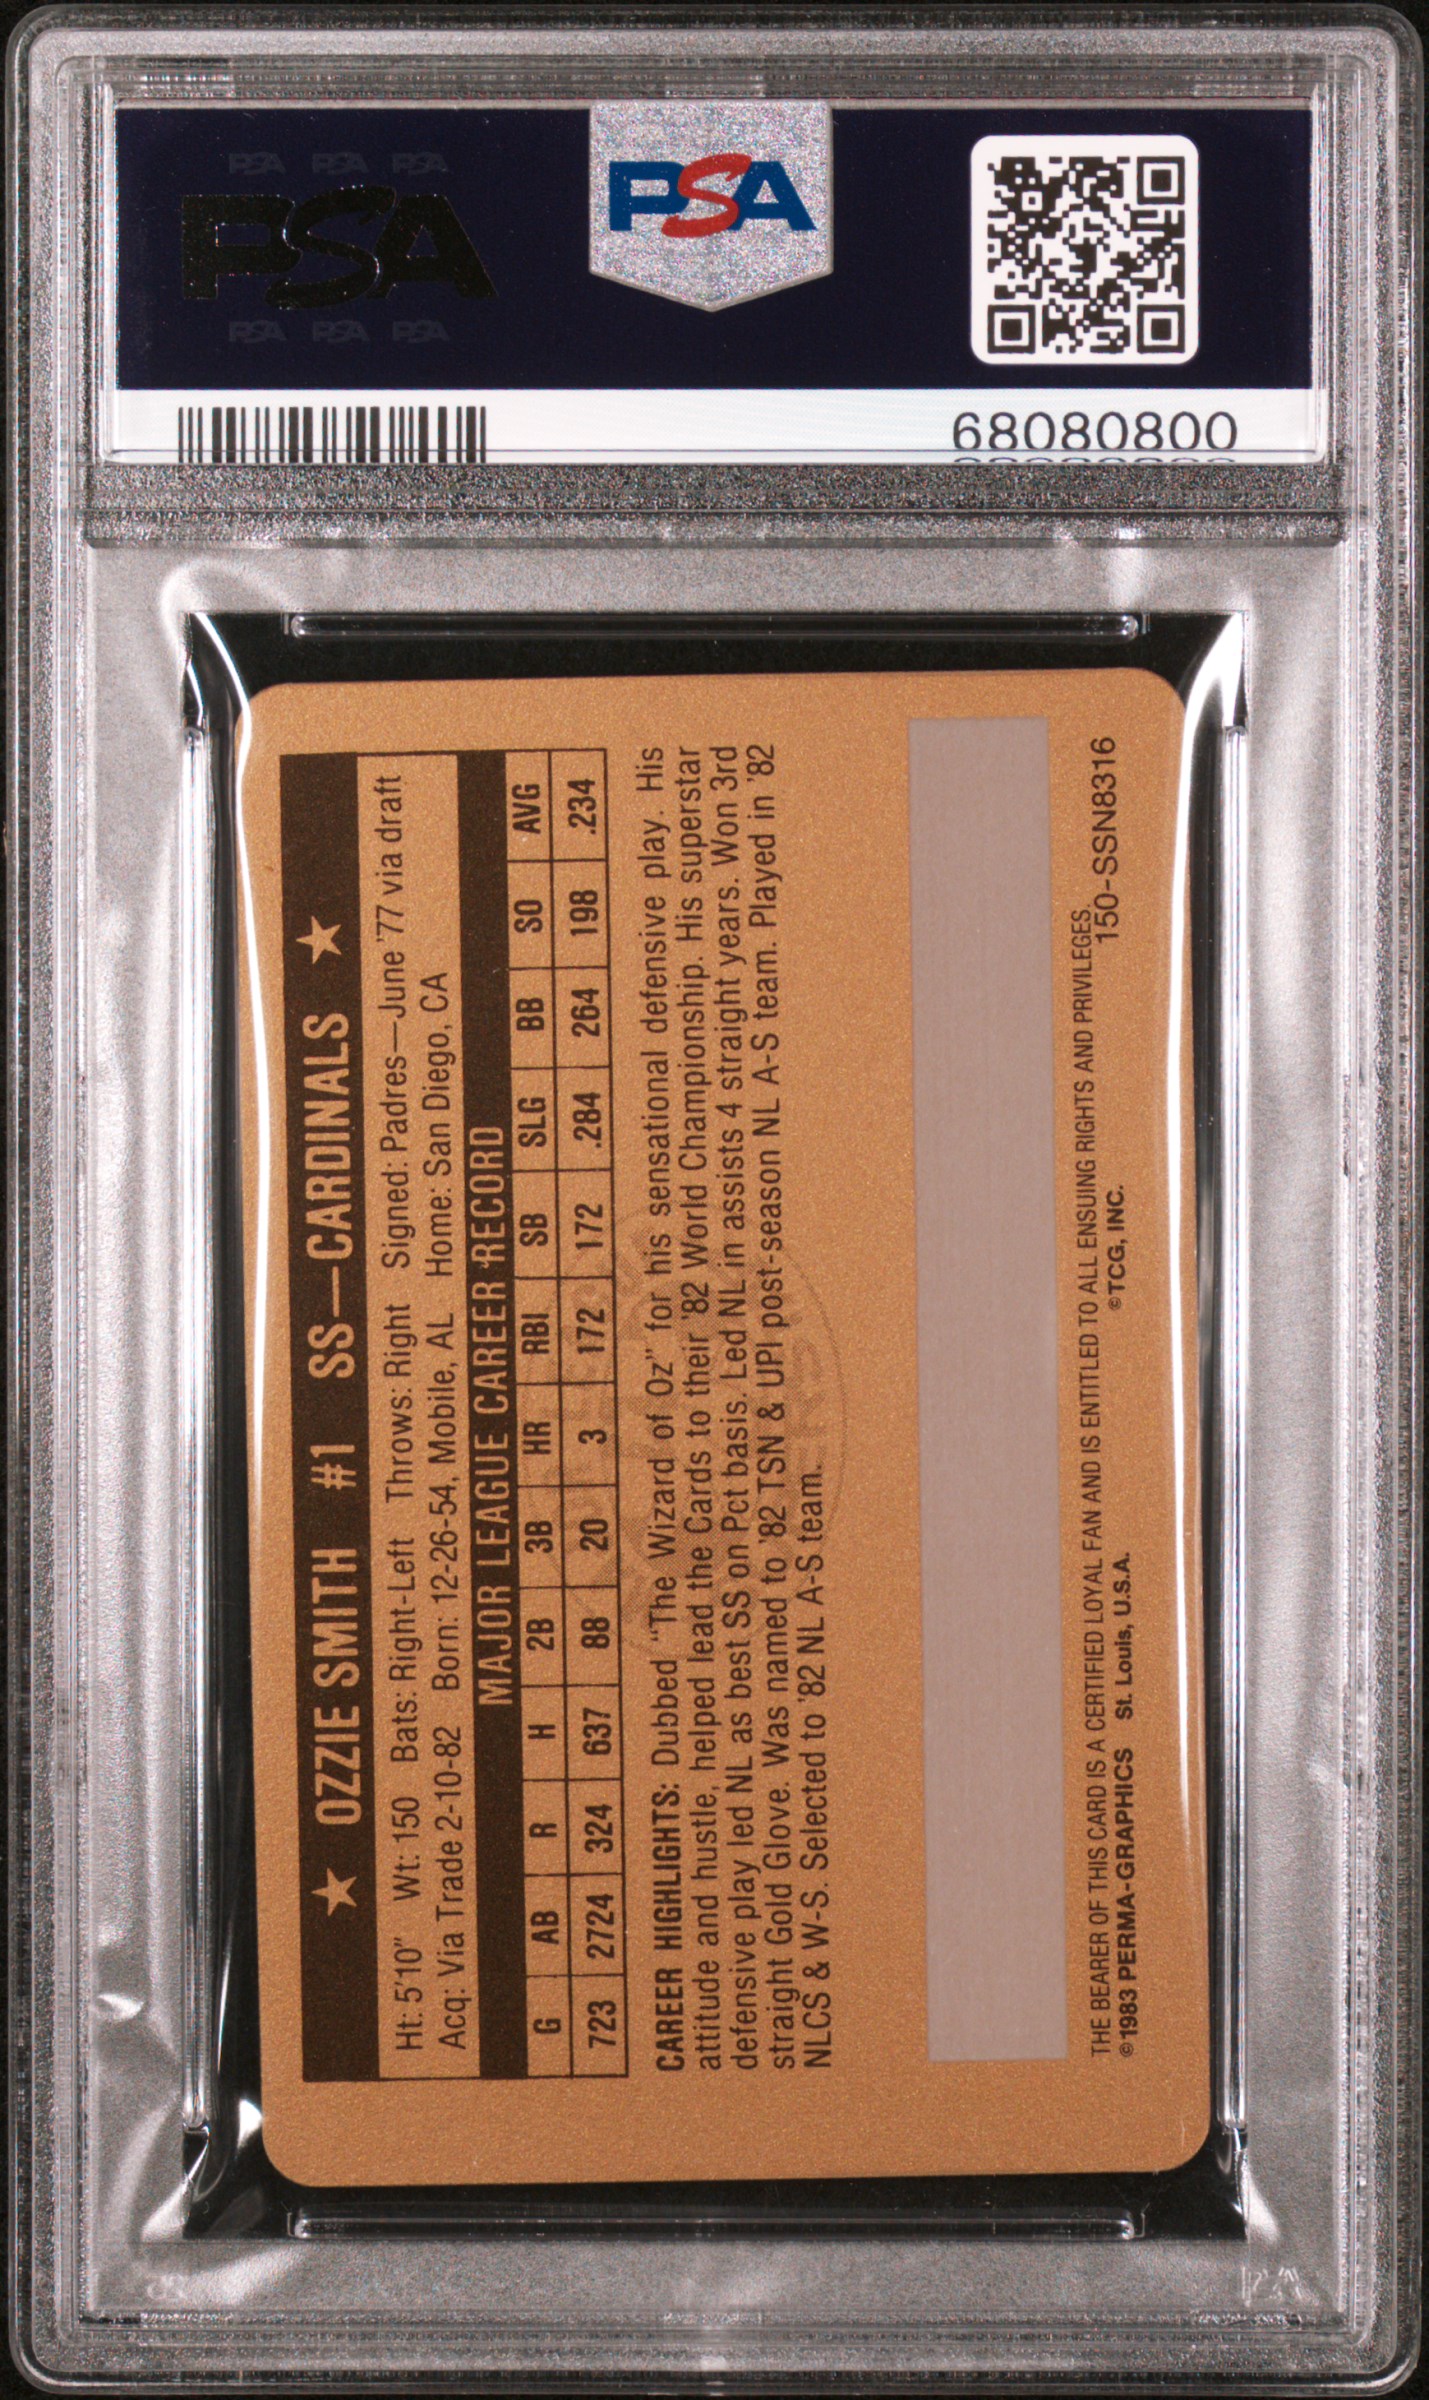 PSA PSA PSA
PSA
PSA PSA PSA
PSA
68080800
★ OZZIE SMITH #1 SS—CARDINALS ★
Ht: 5'10" Wt: 150 Bats: Right-Left Throws: Right Signed: Padres—June '77 via draft
Acq: Via Trade 2-10-82 Born: 12-26-54, Mobile, AL Home: San Diego, CA
MAJOR LEAGUE CAREER RECORD
G AB R H 2B 3B HR RBI SB SLG BB SO AVG
723 2724 324 637 88 20 3 172 172 .284 264 198 .234
CAREER HIGHLIGHTS: Dubbed "The Wizard of Oz" for his sensational defensive play. His
attitude and hustle, helped lead the Cards to their '82 World Championship. His superstar
defensive play led NL as best SS on Pct basis. Led NL in assists 4 straight years. Won 3rd
straight Gold Glove. Was named to '82 TSN & UPI post-season NL A-S team. Played in '82
NLCS & W-S. Selected to '82 NL A-S team.
THE BEARER OF THIS CARD IS A CERTIFIED LOYAL FAN AND IS ENTITLED TO ALL ENSUING RIGHTS AND PRIVILEGES.
150-SSN8316
©1983 PERMA-GRAPHICS St. Louis, U.S.A. ©TCG, INC.